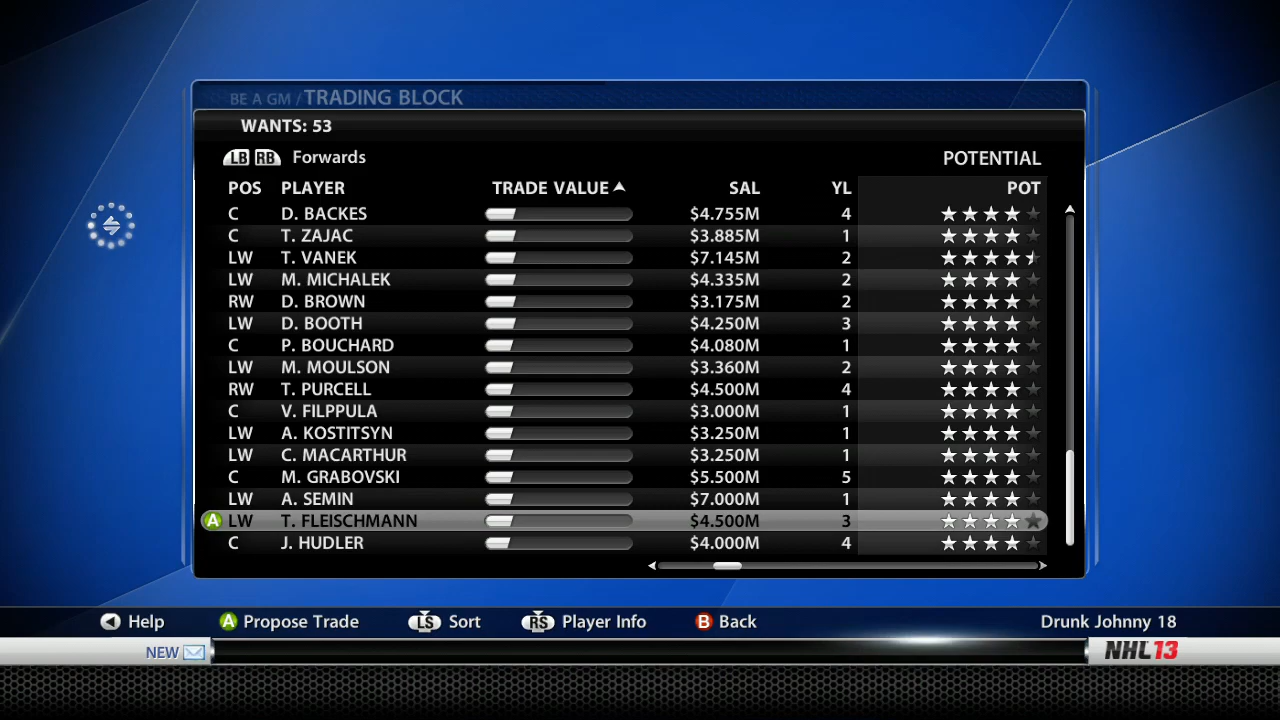 BE A GM / TRADING BLOCK
WANTS: 53
LB RB Forwards POTENTIAL
POS PLAYER TRADE VALUE SAL YL POT
C D. BACKES $4.755M 4
C T. ZAJAC $3.885M 1
LW T. VANEK $7.145M 2
LW M. MICHALEK $4.335M 2
RW D. BROWN $3.175M 2
LW D. BOOTH $4.250M 3
C P. BOUCHARD $4.080M 1
LW M. MOULSON $3.360M 2
RW T. PURCELL $4.500M 4
C V. FILPPULA $3.000M 1
LW A. KOSTITSYN $3.250M 1
LW C. MACARTHUR $3.250M 1
C M. GRABOVSKI $5.500M 5
LW A. SEMIN $7.000M 1
A LW T. FLEISCHMANN $4.500M 3
C J. HUDLER $4.000M 4
Help A Propose Trade LS Sort RS Player Info B Back Drunk Johnny 18
NEW NHL 13